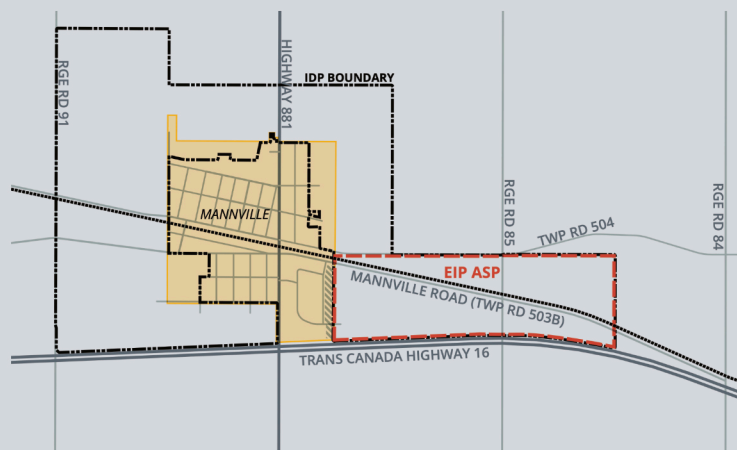 IDP BOUNDARY
RGE RD 91
HIGHWAY 881
MANNVILLE
RGE RD 85
RGE RD 84
TWP RD 504
EIP ASP
MANNVILLE ROAD (TWP RD 503B)
TRANS CANADA HIGHWAY 16